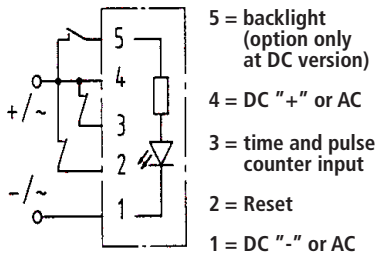 5
4
3
2
1
+/~
-/~
5 = backlight
(option only
at DC version)
4 = DC "+" or AC
3 = time and pulse
counter input
2 = Reset
1 = DC "-" or AC